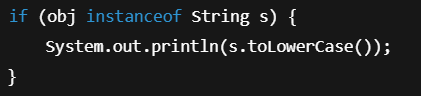 if (obj instanceof String s) {
    System.out.println(s.toLowerCase());
}